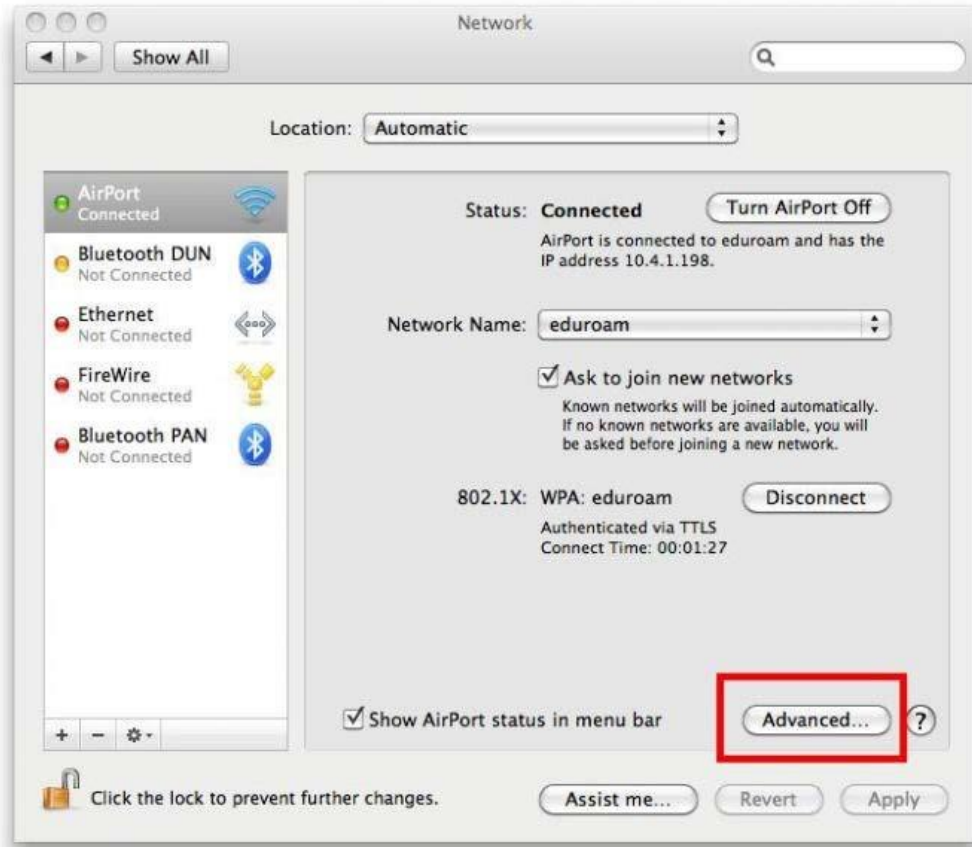 Network
Show All
Location: Automatic
AirPort
Connected
Bluetooth DUN
Not Connected
Ethernet
Not Connected
FireWire
Not Connected
Bluetooth PAN
Not Connected
Status: Connected
Turn AirPort Off
AirPort is connected to eduroam and has the
IP address 10.4.1.198.
Network Name: eduroam
Ask to join new networks
Known networks will be joined automatically.
If no known networks are available, you will
be asked before joining a new network.
802.1X: WPA: eduroam
Disconnect
Authenticated via TTLS
Connect Time: 00:01:27
Show AirPort status in menu bar
Advanced...
?
Click the lock to prevent further changes.
Assist me...
Revert
Apply